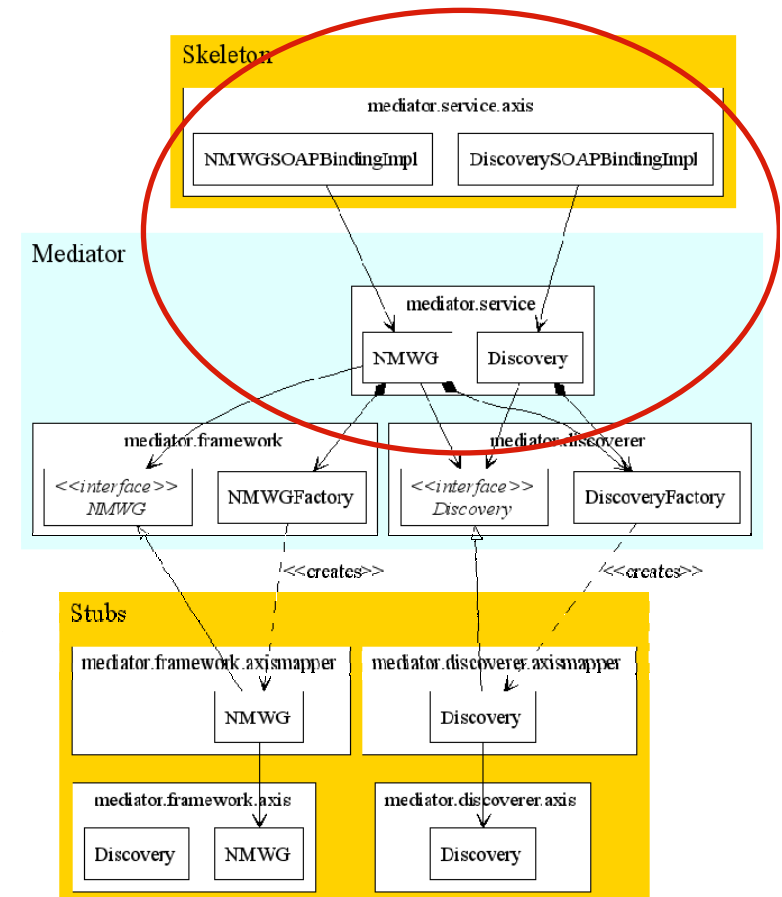 Skeleton
mediator.service.axis
NMWGSOAPBindingImpl
DiscoverySOAPBindingImpl
Mediator
mediator.service
NMWG
Discovery
mediator.framework
mediator.discoverer
<<interface>>
NMWG
NMWGFactory
<<interface>>
Discovery
DiscoveryFactory
<<creates>>
<<creates>>
Stubs
mediator.framework.axismapper
mediator.discoverer.axismapper
NMWG
Discovery
mediator.framework.axis
mediator.discoverer.axis
Discovery
NMWG
Discovery